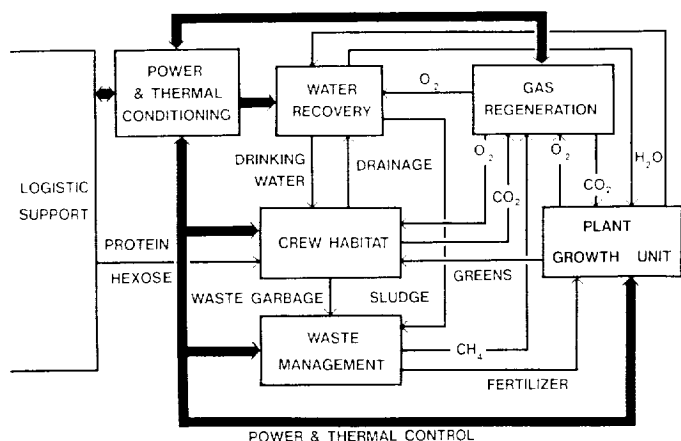 POWER
& THERMAL
CONDITIONING
WATER
RECOVERY
O₂
GAS
REGENERATION
DRINKING
WATER
DRAINAGE
O₂
CO₂
O₂
CO₂
H₂O
LOGISTIC
SUPPORT
PROTEIN
HEXOSE
CREW HABITAT
PLANT
GROWTH UNIT
GREENS
WASTE GARBAGE
SLUDGE
WASTE
MANAGEMENT
CH₄
FERTILIZER
POWER & THERMAL CONTROL